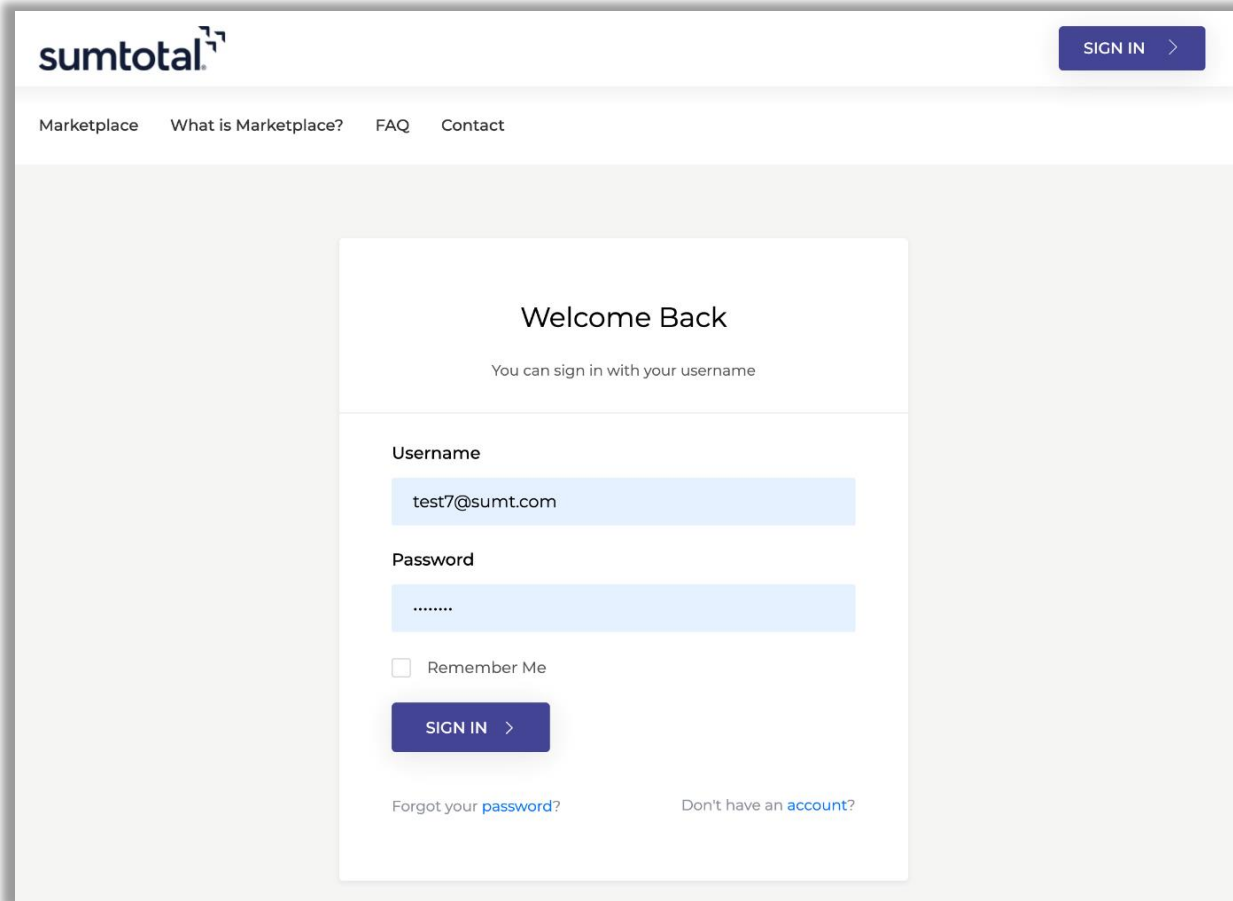 sumtotal®
SIGN IN
Marketplace What is Marketplace? FAQ Contact
Welcome Back
You can sign in with your username
Username
test7@sumt.com
Password
········
Remember Me
SIGN IN
Forgot your password? Don't have an account?